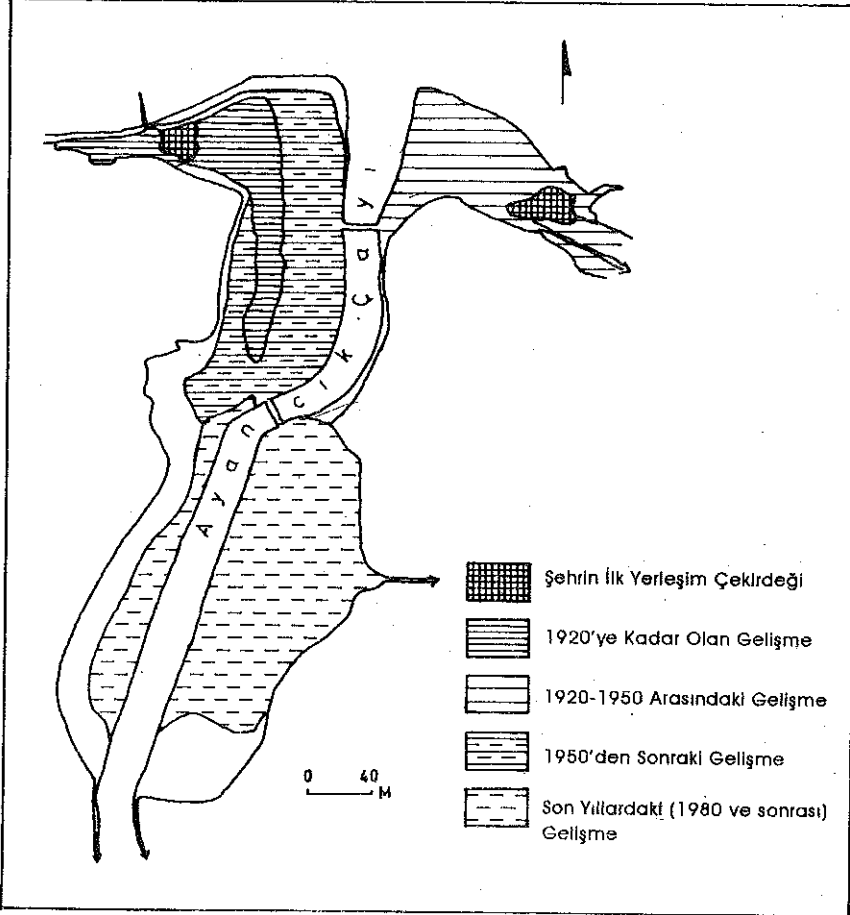 Ayancık Çayı
Şehrin İlk Yerleşim Çekirdeği
1920'ye Kadar Olan Gelişme
1920-1950 Arasındaki Gelişme
1950'den Sonraki Gelişme
Son Yıllardaki (1980 ve sonrası)
Gelişme
0 40
M